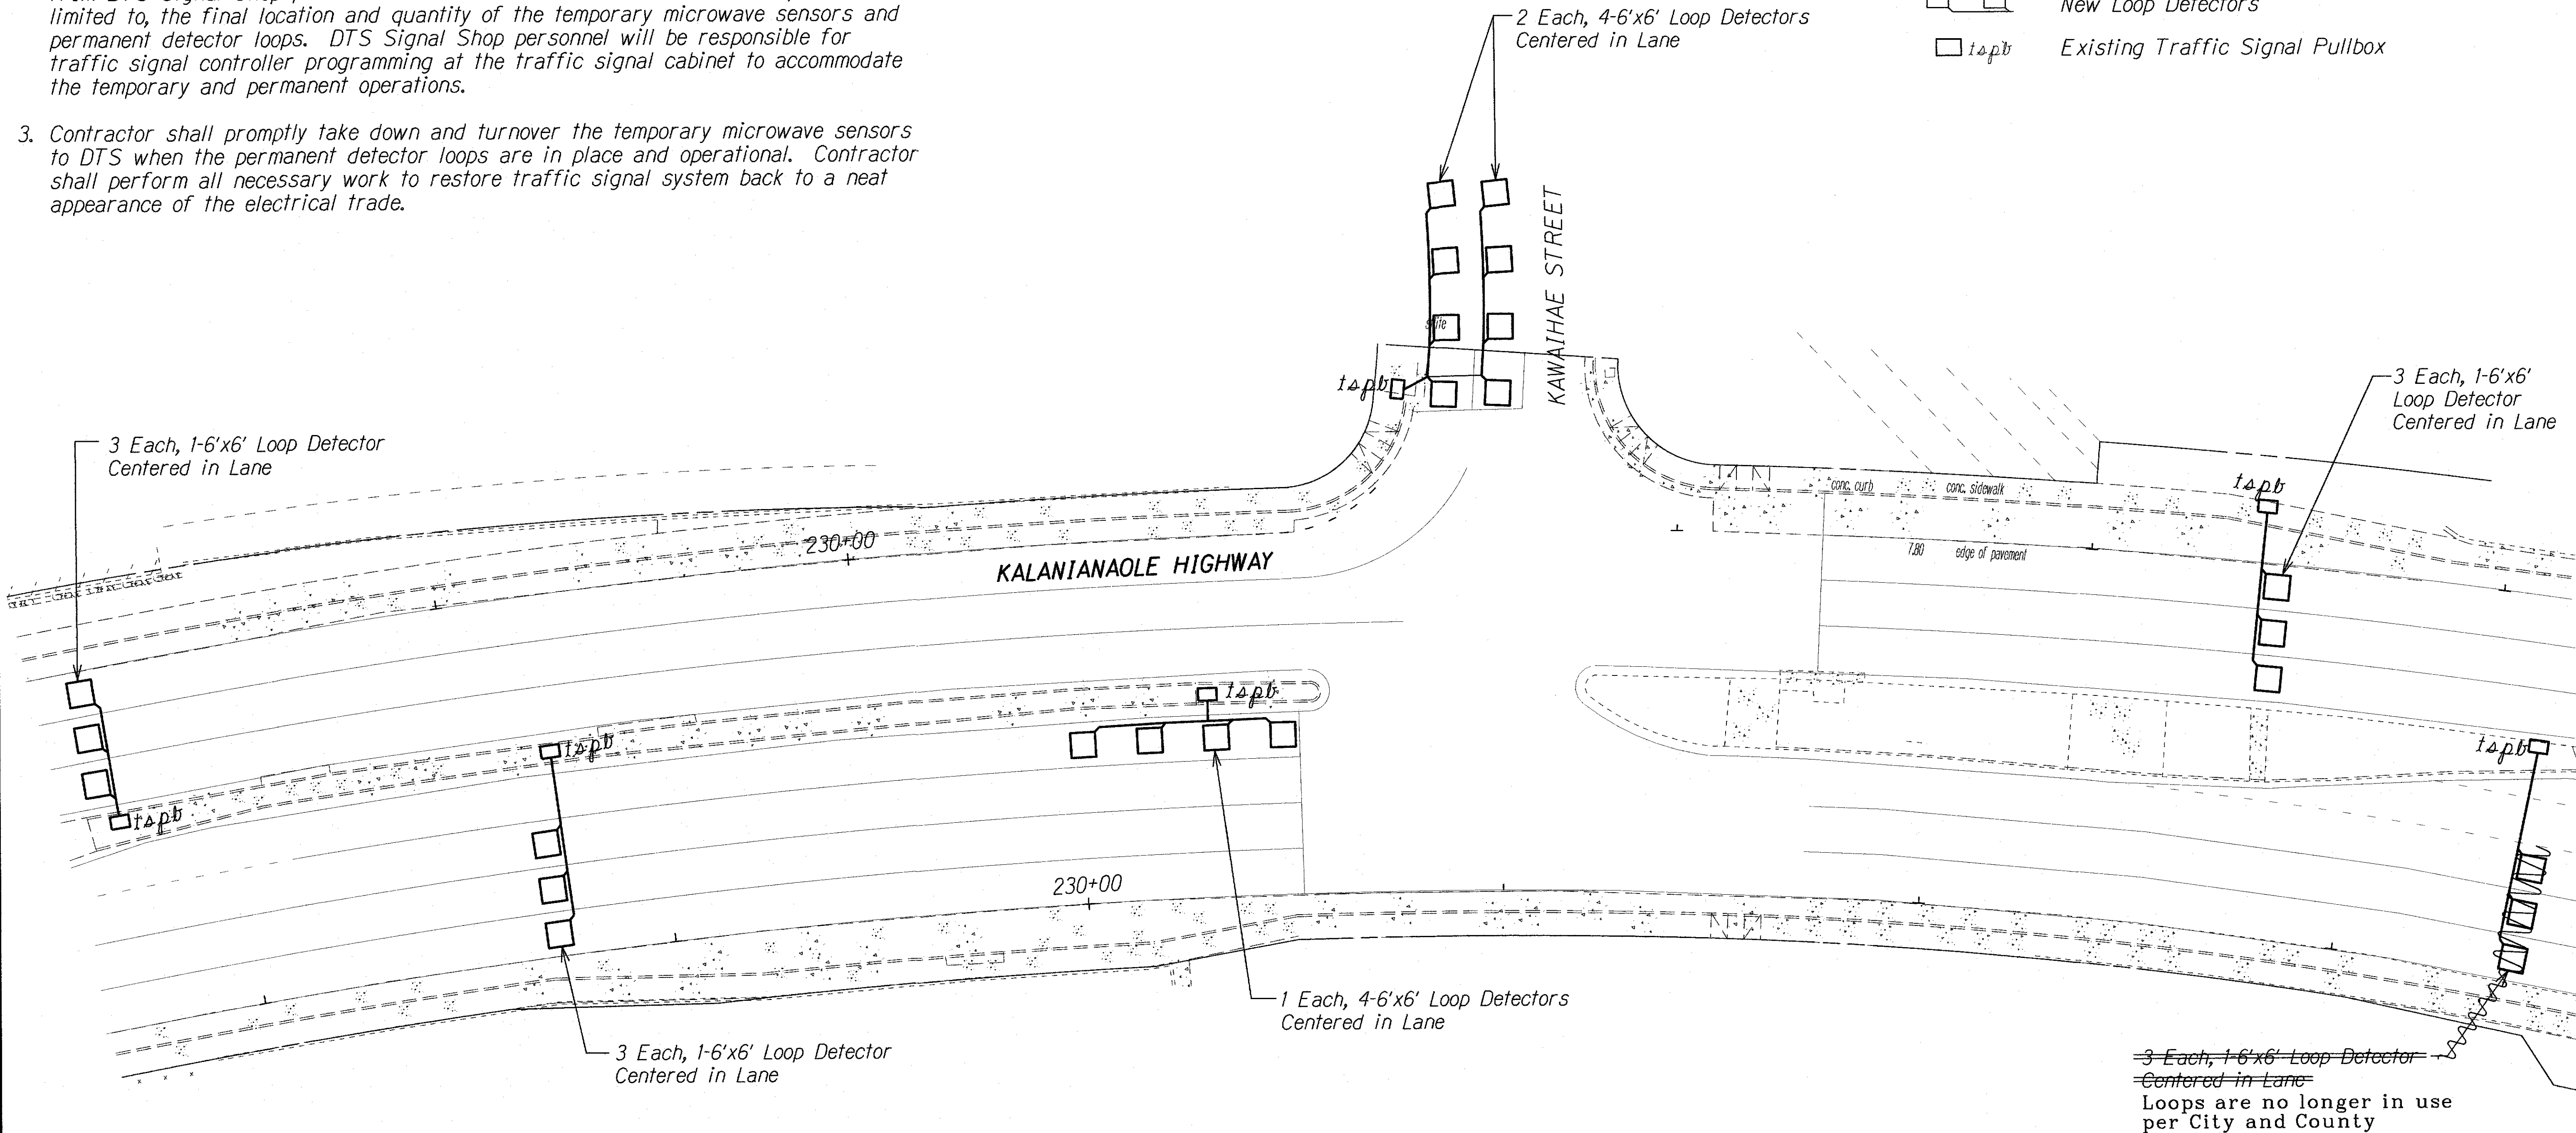 limited to, the final location and quantity of the temporary microwave sensors and
permanent detector loops. DTS Signal Shop personnel will be responsible for
traffic signal controller programming at the traffic signal cabinet to accommodate
the temporary and permanent operations.
3. Contractor shall promptly take down and turnover the temporary microwave sensors
to DTS when the permanent detector loops are in place and operational. Contractor
shall perform all necessary work to restore traffic signal system back to a neat
appearance of the electrical trade.
2 Each, 4-6'x6' Loop Detectors
Centered in Lane
New Loop Detectors
tspb Existing Traffic Signal Pullbox
KAWAIHAE STREET
tspb
3 Each, 1-6'x6'
Loop Detector
Centered in Lane
3 Each, 1-6'x6' Loop Detector
Centered in Lane
conc. curb
conc. sidewalk
tspb
230+00
KALANIANAOLE HIGHWAY
7.80
edge of pavement
tspb
tspb
tspb
tspb
230+00
1 Each, 4-6'x6' Loop Detectors
Centered in Lane
3 Each, 1-6'x6' Loop Detector
Centered in Lane
3 Each, 1-6'x6' Loop Detector
Centered in Lane
Loops are no longer in use
per City and County